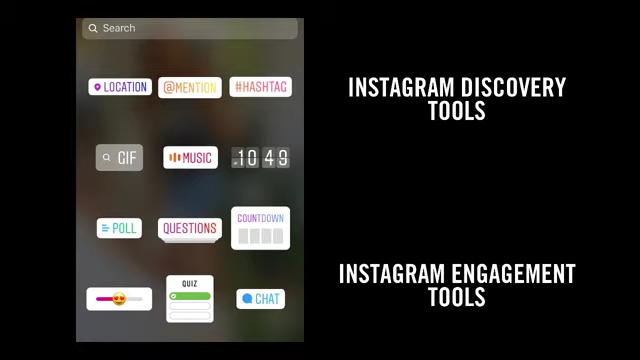 Search
LOCATION @MENTION #HASHTAG
INSTAGRAM DISCOVERY
TOOLS
GIF MUSIC 10 49
POLL QUESTIONS COUNTDOWN
INSTAGRAM ENGAGEMENT
TOOLS
QUIZ
CHAT